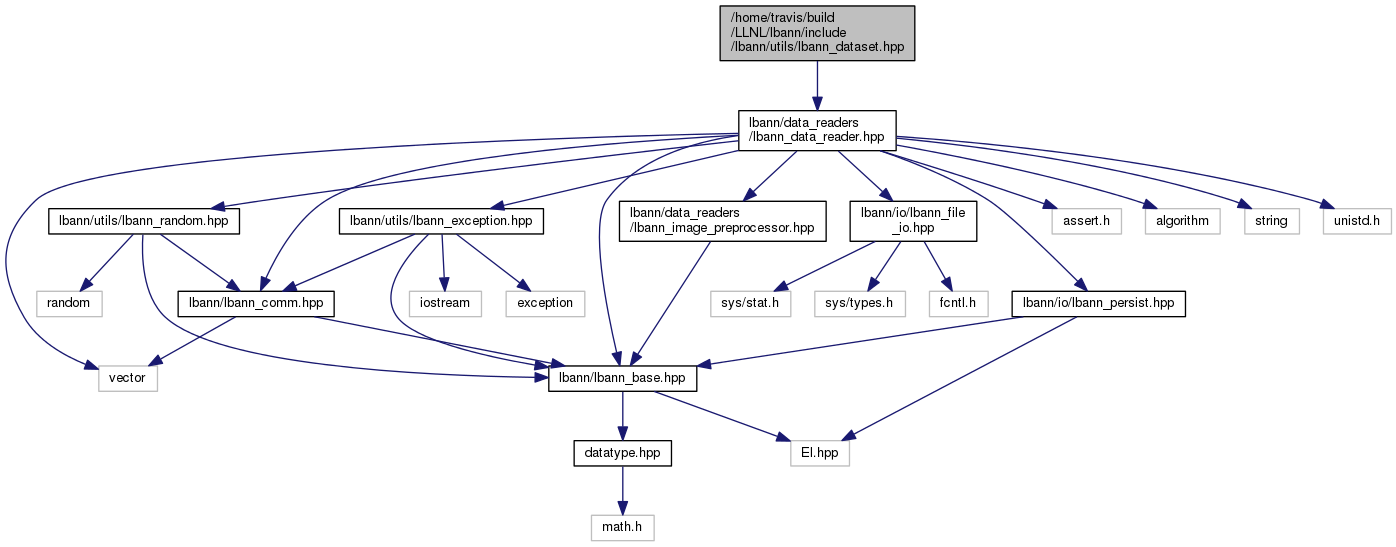 /home/travis/build
/LLNL/lbann/include
/lbann/utils/lbann_dataset.hpp
lbann/data_readers
/lbann_data_reader.hpp
lbann/utils/lbann_random.hpp
lbann/utils/lbann_exception.hpp
lbann/data_readers
/lbann_image_preprocessor.hpp
lbann/io/lbann_file
_io.hpp
assert.h
algorithm
string
unistd.h
random
lbann/lbann_comm.hpp
iostream
exception
sys/stat.h
sys/types.h
fcntl.h
lbann/io/lbann_persist.hpp
vector
lbann/lbann_base.hpp
datatype.hpp
El.hpp
math.h